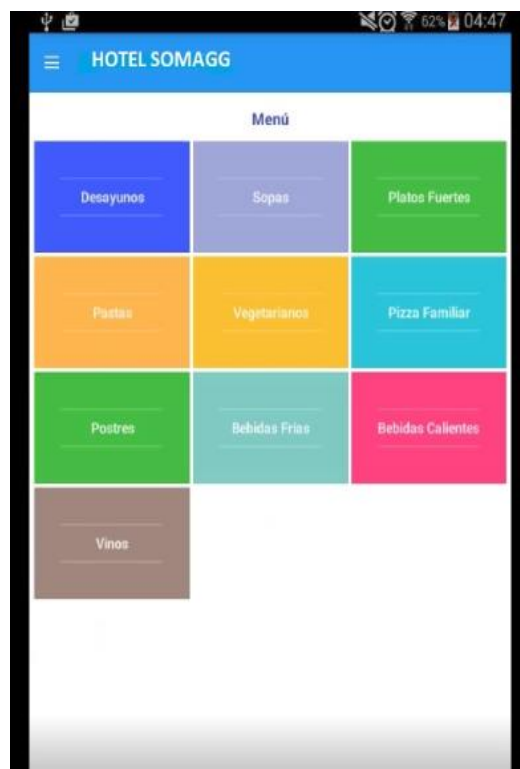 62% 04:47
HOTEL SOMAGG
Menú
Desayunos Sopas Platos Fuertes
Pastas Vegetarianos Pizza Familiar
Postres Bebidas Frias Bebidas Calientes
Vinos